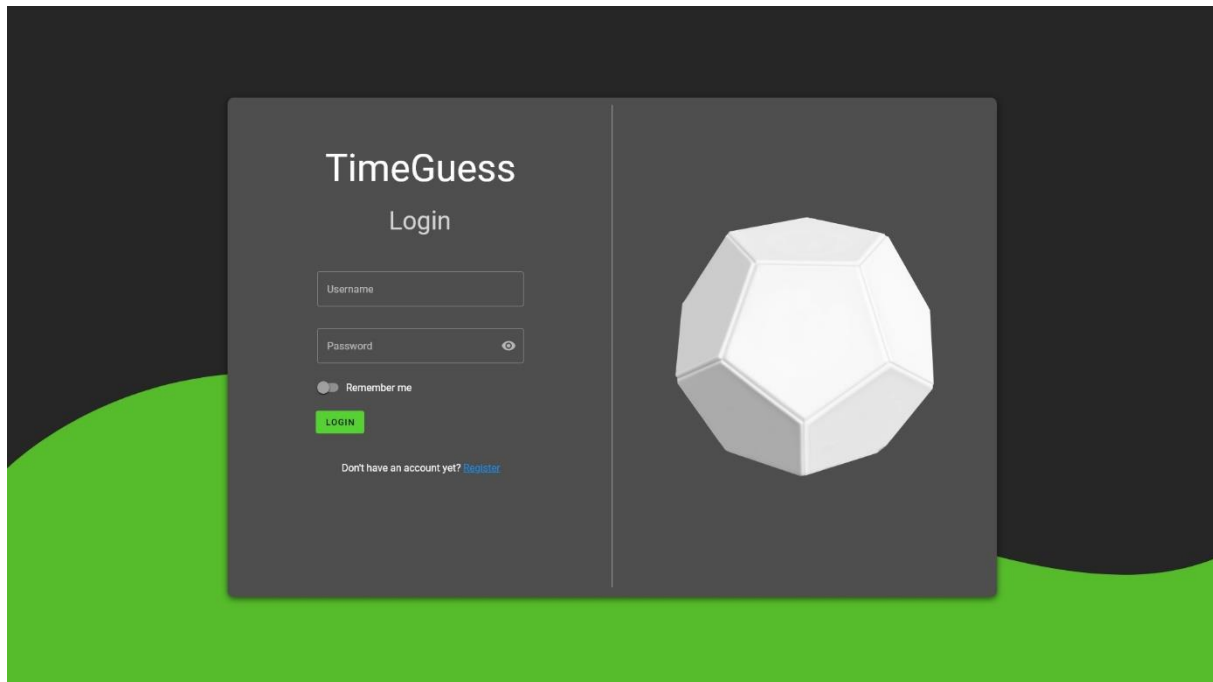 TimeGuess
Login
Username
Password
Remember me
LOGIN
Don't have an account yet? Register